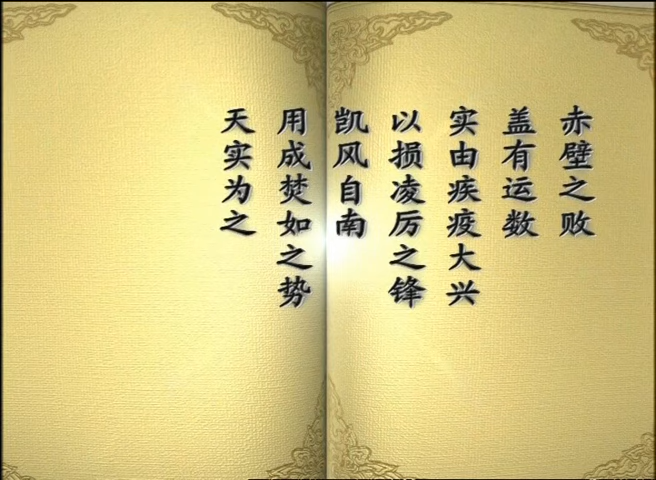 赤壁之败
盖有运数
实由疾疫大兴
以损凌厉之锋
凯风自南
用成焚如之势
天实为之